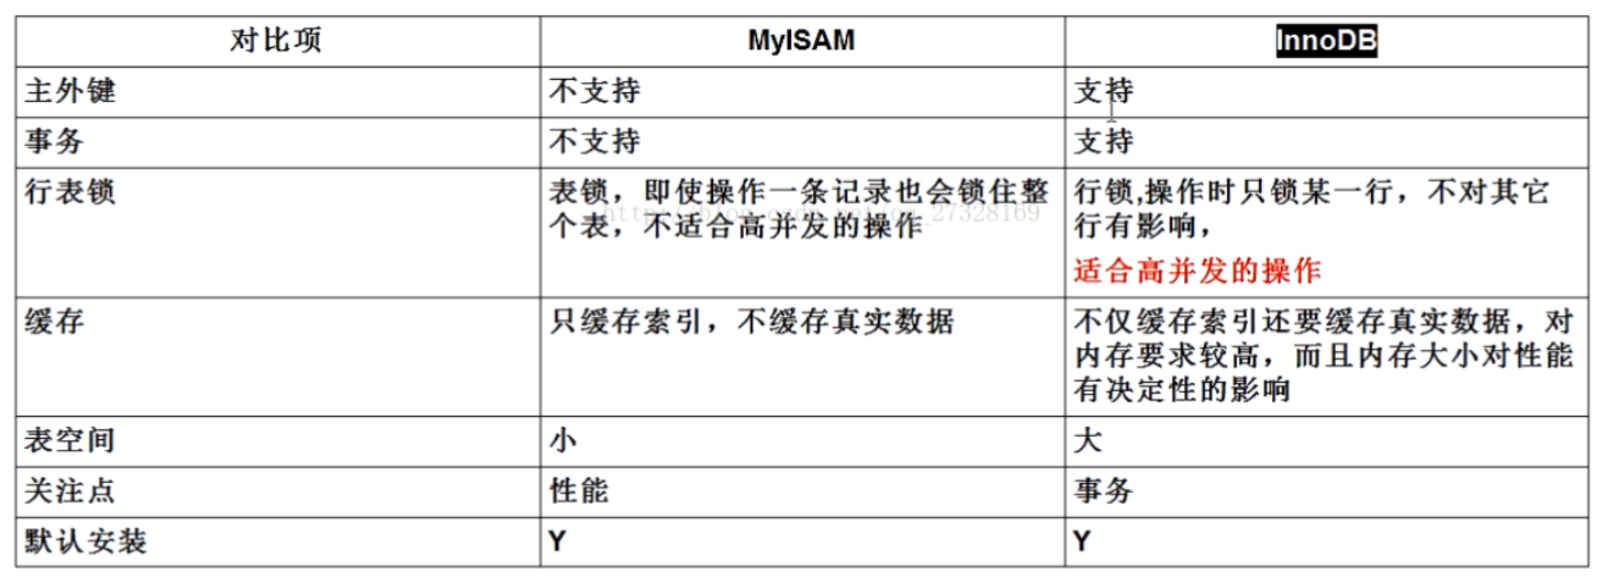 对比项 MyISAM InnoDB
主外键 不支持 支持
事务 不支持 支持
行表锁 表锁，即使操作一条记录也会锁住整 行锁,操作时只锁某一行，不对其它
个表，不适合高并发的操作 行有影响，
适合高并发的操作
缓存 只缓存索引，不缓存真实数据 不仅缓存索引还要缓存真实数据，对
内存要求较高，而且内存大小对性能
有决定性的影响
表空间 小 大
关注点 性能 事务
默认安装 Y Y